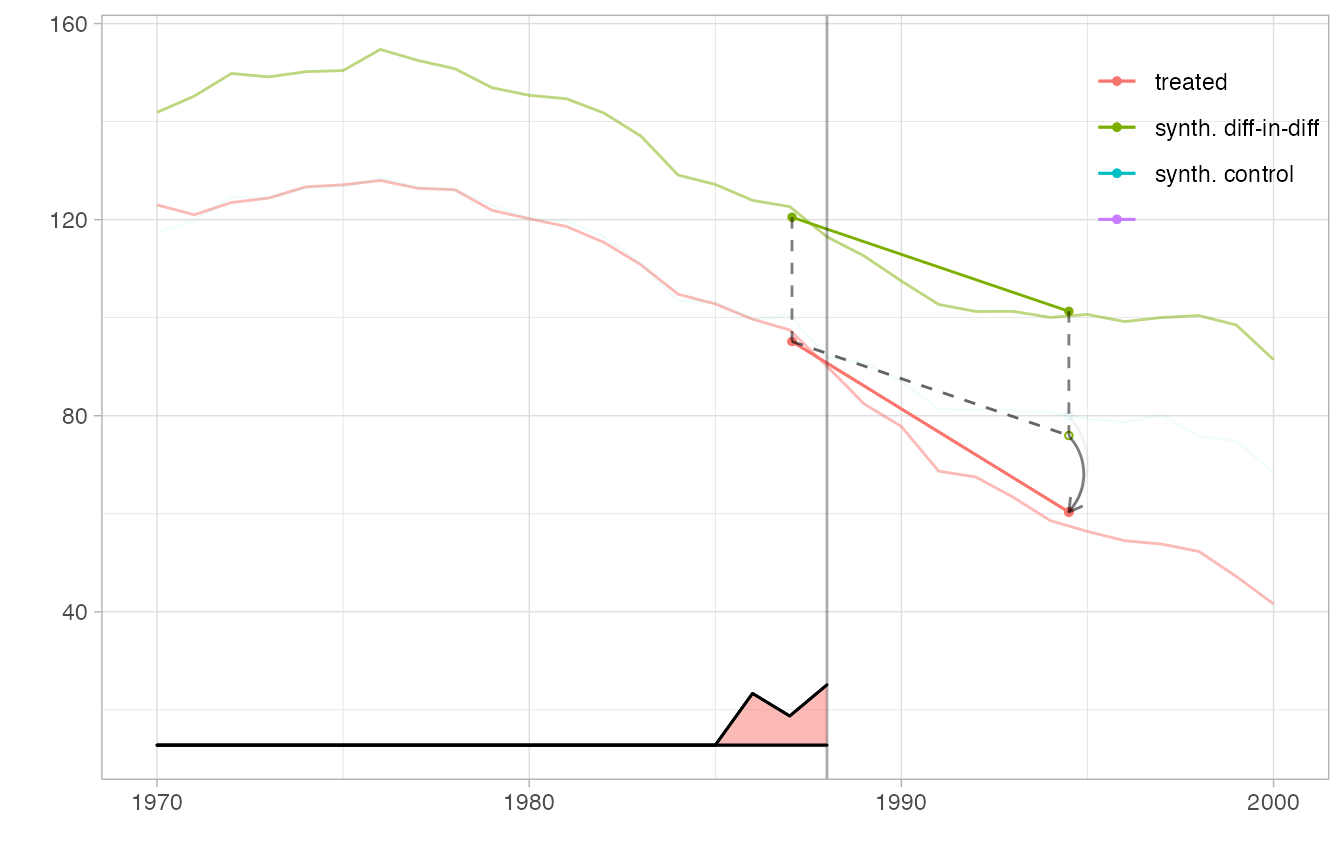 160
120
80
40
treated
synth. diff-in-diff
synth. control
1970
1980
1990
2000